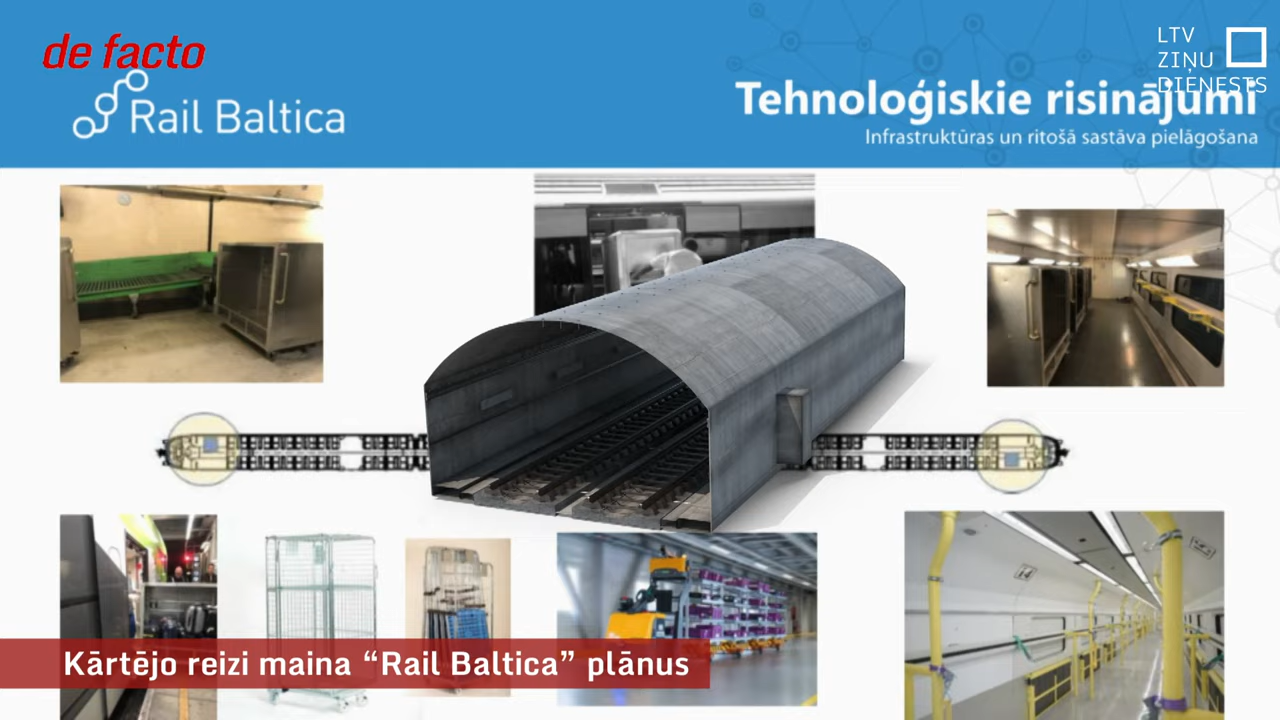 de facto
LTV
ZIŅU
DIENESTS
Rail Baltica
Tehnoloģiskie risinājumi
Infrastruktūras un ritošā sastāva pielāgošana
Kārtējo reizi maina “Rail Baltica” plānus